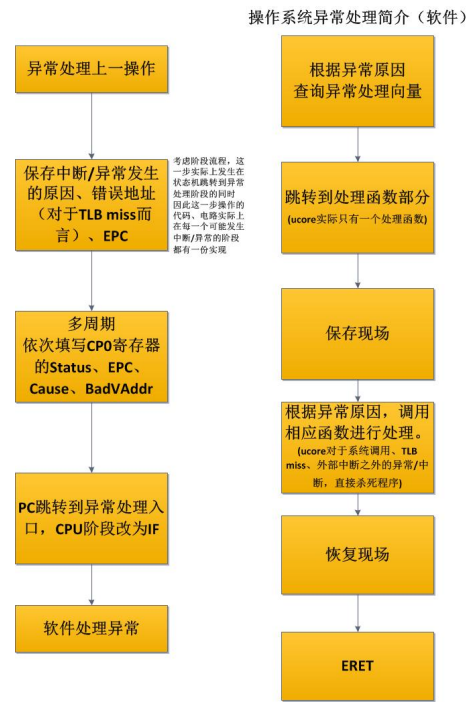 操作系统异常处理简介（软件）
异常处理上一操作
保存中断/异常发生
的原因、错误地址
（对于TLB miss而
言）、EPC
考虑阶段流程，这
一步实际上发生在
状态机跳转到异常
处理阶段的同时
因此这一步操作的
代码、电路实际上
在每一个可能发生
中断/异常的阶段
都有一份实现
多周期
依次填写CP0寄存器
的Status、EPC、
Cause、BadVAddr
PC跳转到异常处理入
口，CPU阶段改为IF
软件处理异常
根据异常原因
查询异常处理向量
跳转到处理函数部分
(ucore实际只有一个处理函数)
保存现场
根据异常原因，调用
相应函数进行处理。
(ucore对于系统调用、TLB
miss、外部中断之外的异常/中
断，直接杀死程序)
恢复现场
ERET